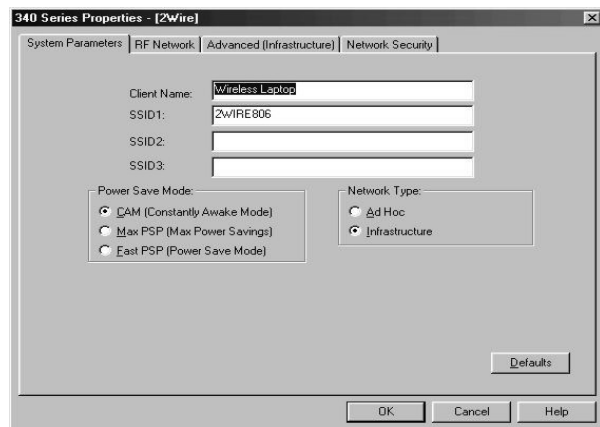 340 Series Properties - [2Wire]
System Parameters RF Network Advanced (Infrastructure) Network Security
Client Name: Wireless Laptop
SSID1: 2WIRE806
SSID2:
SSID3:
Power Save Mode:
CAM (Constantly Awake Mode)
Max PSP (Max Power Savings)
Fast PSP (Power Save Mode)
Network Type:
Ad Hoc
Infrastructure
Defaults
OK Cancel Help